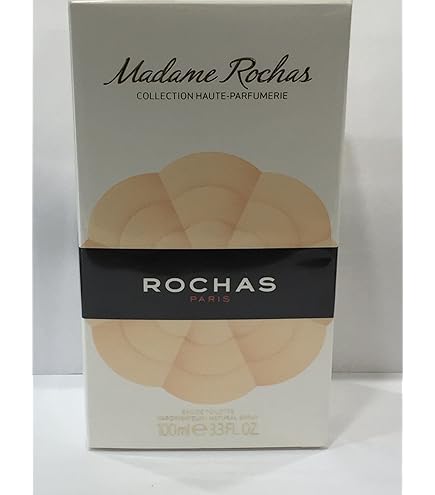 Madame Rochas
COLLECTION HAUTE-PARFUMERIE
ROCHAS
PARIS
EAU DE TOILETTE
VAPORISATEUR - NATURAL SPRAY
100ml e 3.3 FL. OZ.